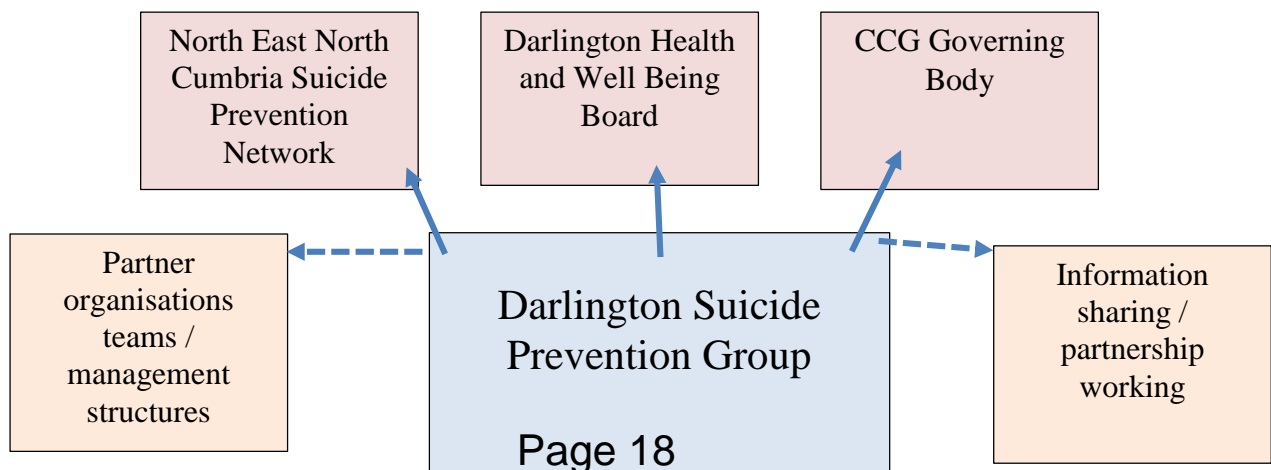 North East North
Cumbria Suicide
Prevention
Network
Darlington Health
and Well Being
Board
CCG Governing
Body
Partner
organisations
teams /
management
structures
Darlington Suicide
Prevention Group
Information
sharing /
partnership
working
Page 18